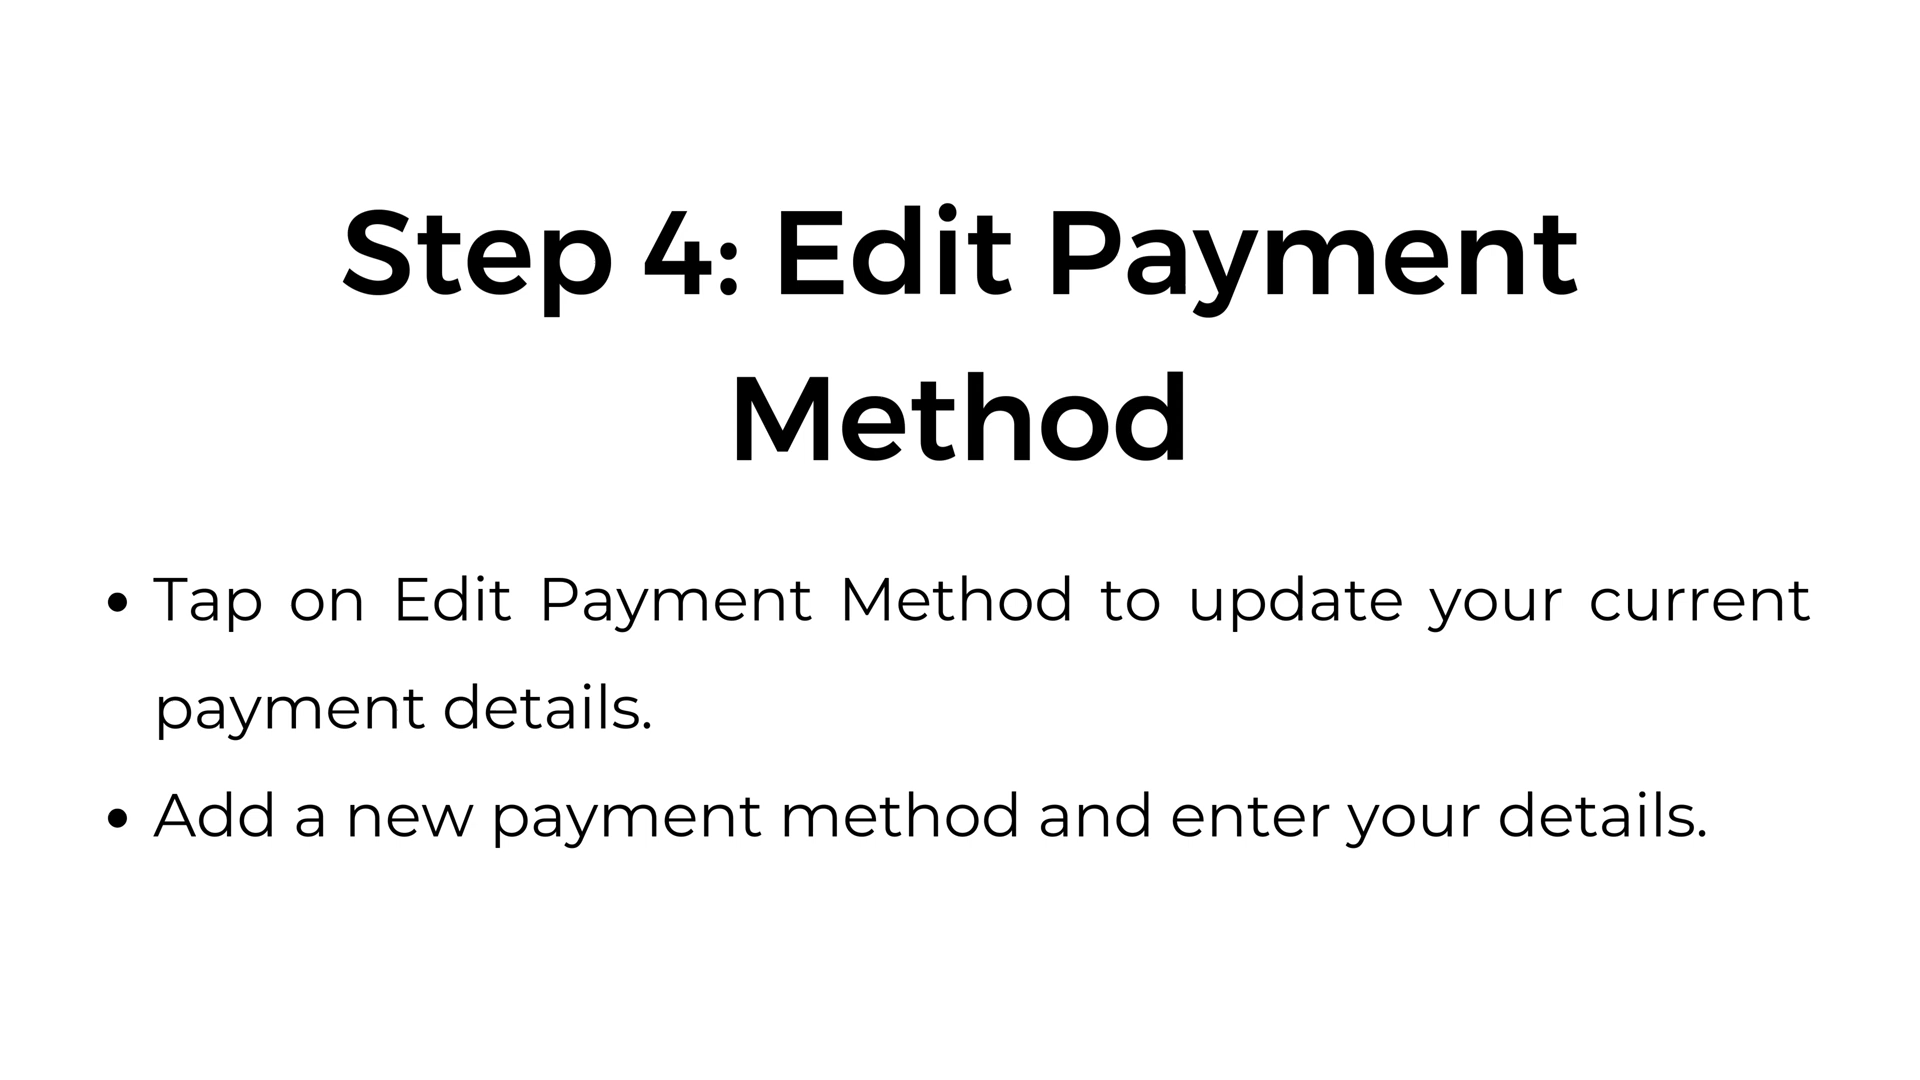 Step 4: Edit Payment
Method
• Tap on Edit Payment Method to update your current
payment details.
• Add a new payment method and enter your details.